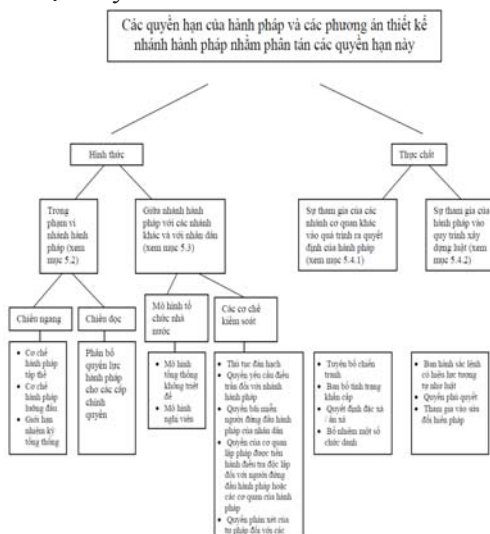 Các quyền hạn của hành pháp và các phương án thiết kế
nhánh hành pháp nhằm phân tán các quyền hạn này
Hình thức
Thực chất
Trong
phạm vi
nhánh hành
pháp (xem
mục 5.2)
Giữa nhánh hành
pháp với các nhánh
khác và với nhân dân
(xem mục 5.3)
Sự tham gia của các
nhánh cơ quan khác
vào quá trình ra quyết
định của hành pháp
(xem mục 5.4.1)
Sự tham gia của
hành pháp vào
quy trình xây
dựng luật (xem
mục 5.4.2)
Chiều ngang
Chiều dọc
Mô hình tổ
chức nhà
nước
Các cơ chế
kiểm soát
• Cơ chế
hành pháp
tập thể
• Cơ chế
hành pháp
lưỡng đầu
• Giới hạn
nhiệm kỳ
tổng thống
Phân bổ
quyền lực
hành pháp
cho các cấp
chính
quyền
• Mô hình
tổng thống
không triệt
để
• Mô hình
nghị viện
• Thủ tục đàn hạch
• Quyền yêu cầu điều
trần đối với nhánh
hành pháp
• Quyền bãi miễn
người đứng đầu hành
pháp của nhân dân
• Quyền của cơ quan
lập pháp được tiến
hành điều tra độc lập
đối với người đứng
đầu hành pháp hoặc
các cơ quan của hành
pháp
• Quyền phán xét của
tư pháp đối với các
• Tuyên bố chiến
tranh
• Ban bố tình trạng
khẩn cấp
• Quyết định đặc xá
/ ân xá
• Bổ nhiệm một số
chức danh
• Ban hành sắc lệnh
có hiệu lực tương
tự như luật
• Quyền phủ quyết
• Tham gia vào sửa
đổi hiến pháp